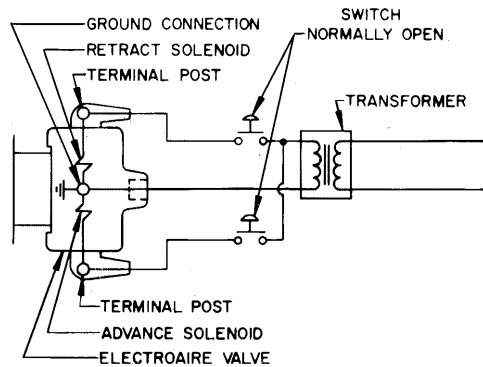 GROUND CONNECTION
RETRACT SOLENOID
TERMINAL POST
SWITCH
NORMALLY OPEN
TRANSFORMER
TERMINAL POST
ADVANCE SOLENOID
ELECTROAIRE VALVE